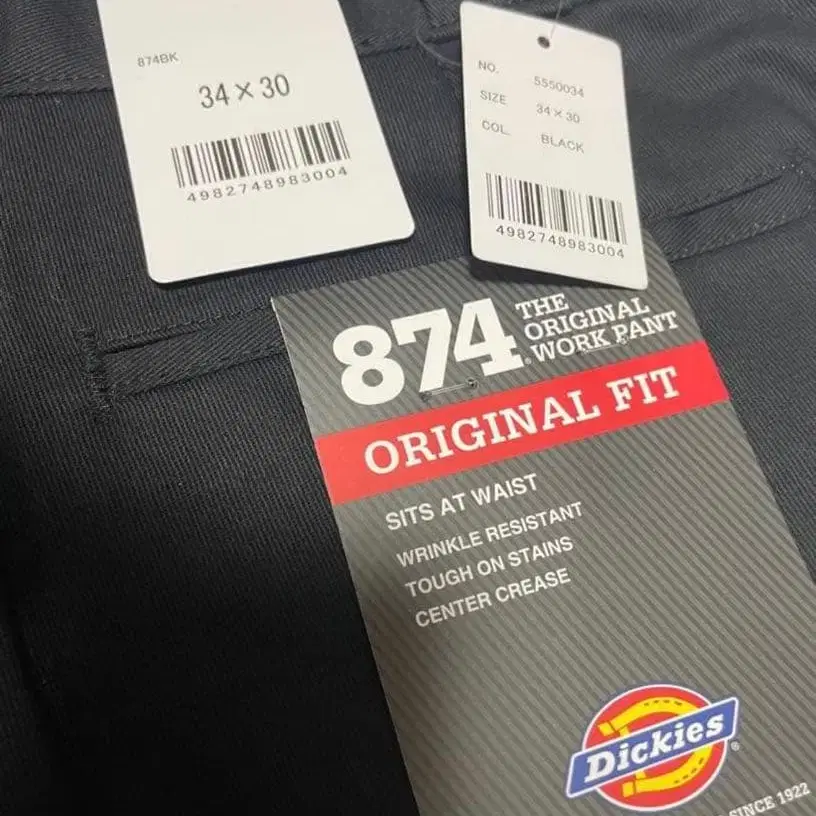 874BK
34×30
4982748983004
NO. 5550034
SIZE 34×30
COL. BLACK
4982748983004
874
THE
ORIGINAL
WORK PANT
ORIGINAL FIT
SITS AT WAIST
WRINKLE RESISTANT
TOUGH ON STAINS
CENTER CREASE
Dickies®
SINCE 1922